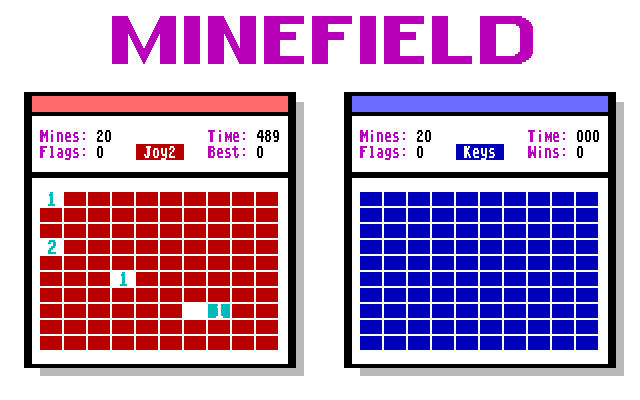 MINEFIELD
Mines: 20 Time: 489
Flags: 0 Joy2 Best: 0
Mines: 20 Time: 000
Flags: 0 Keys Wins: 0
1
2
1